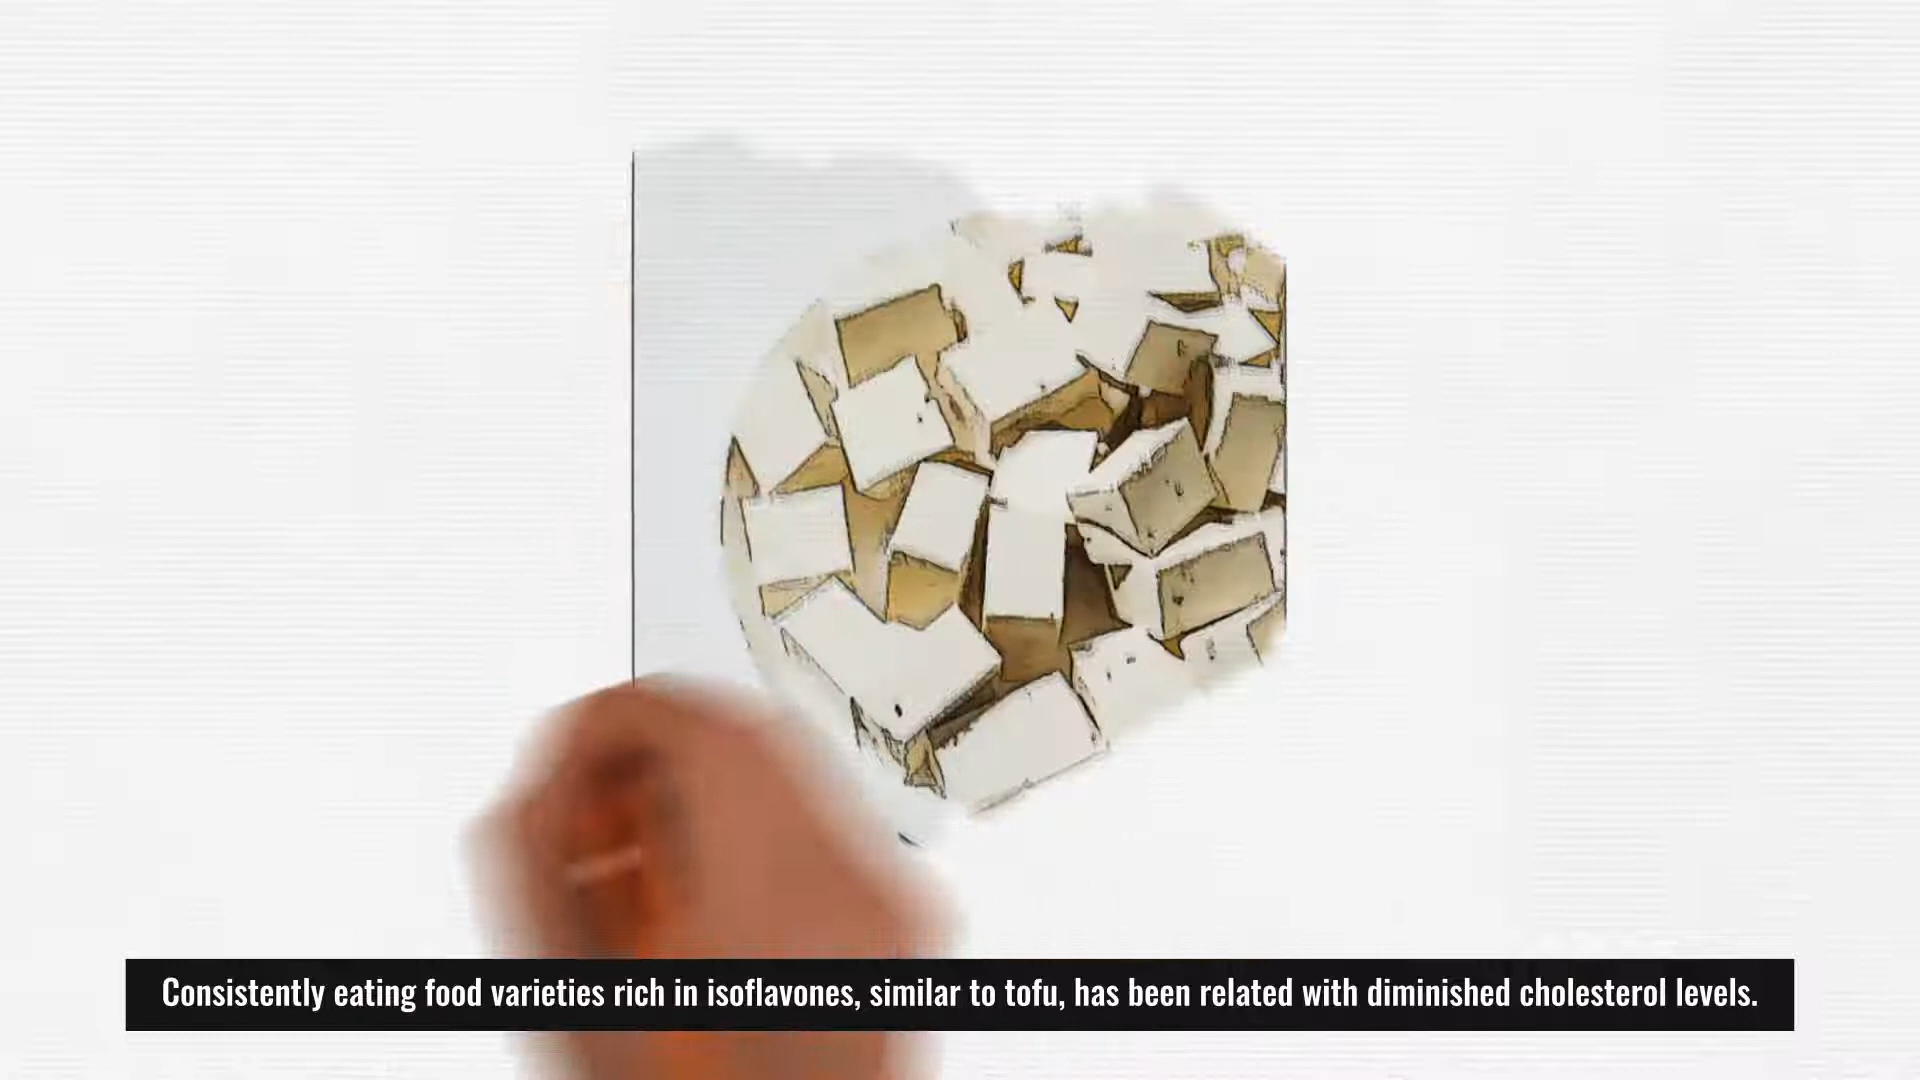 Consistently eating food varieties rich in isoflavones, similar to tofu, has been related with diminished cholesterol levels.